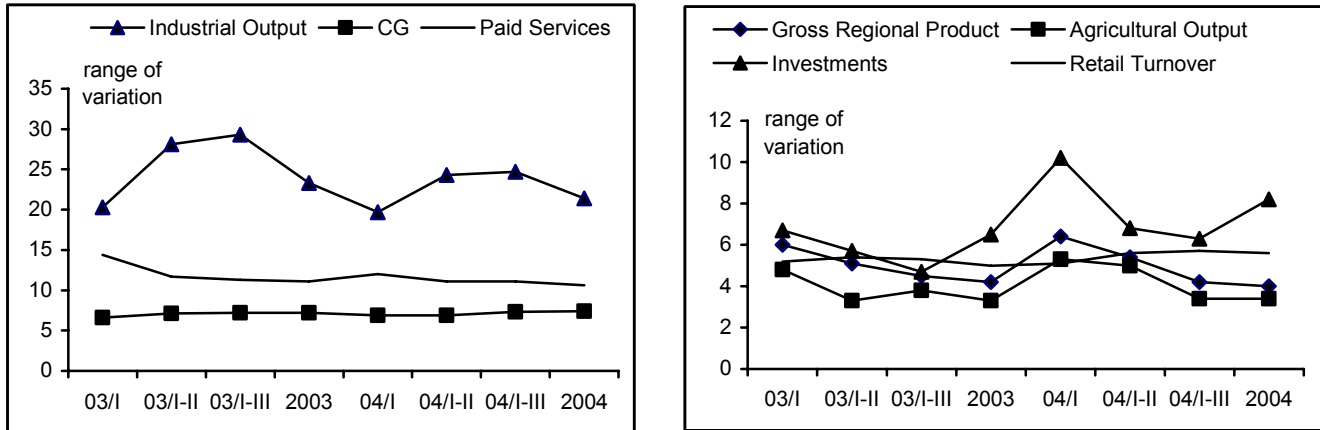 Industrial Output CG Paid Services
range of
variation
35
30
25
20
15
10
5
0
03/I 03/I-II 03/I-III 2003 04/I 04/I-II 04/I-III 2004
Gross Regional Product Agricultural Output
Investments Retail Turnover
range of
variation
12
10
8
6
4
2
0
03/I 03/I-II 03/I-III 2003 04/I 04/I-II 04/I-III 2004